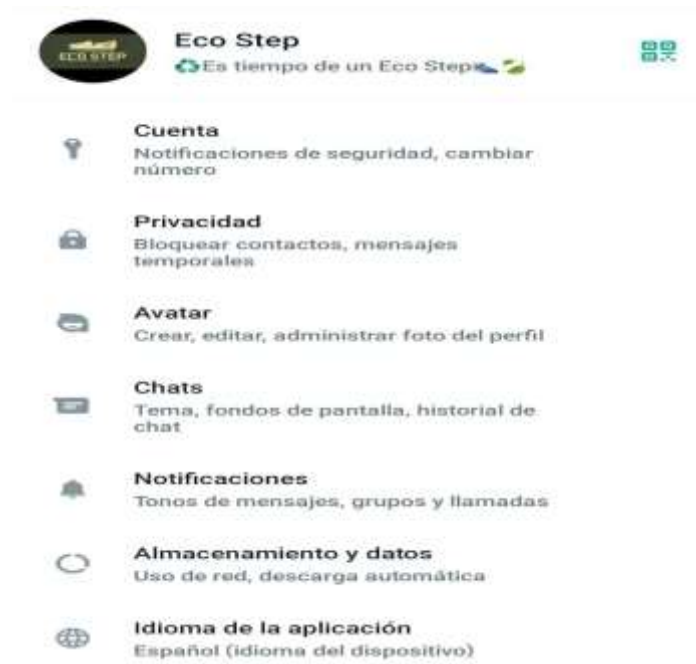 ECO STEP
Eco Step
♻️Es tiempo de un Eco Step👟🏞️
Cuenta
Notificaciones de seguridad, cambiar
número
Privacidad
Bloquear contactos, mensajes
temporales
Avatar
Crear, editar, administrar foto del perfil
Chats
Tema, fondos de pantalla, historial de
chat
Notificaciones
Tonos de mensajes, grupos y llamadas
Almacenamiento y datos
Uso de red, descarga automática
Idioma de la aplicación
Español (idioma del dispositivo)